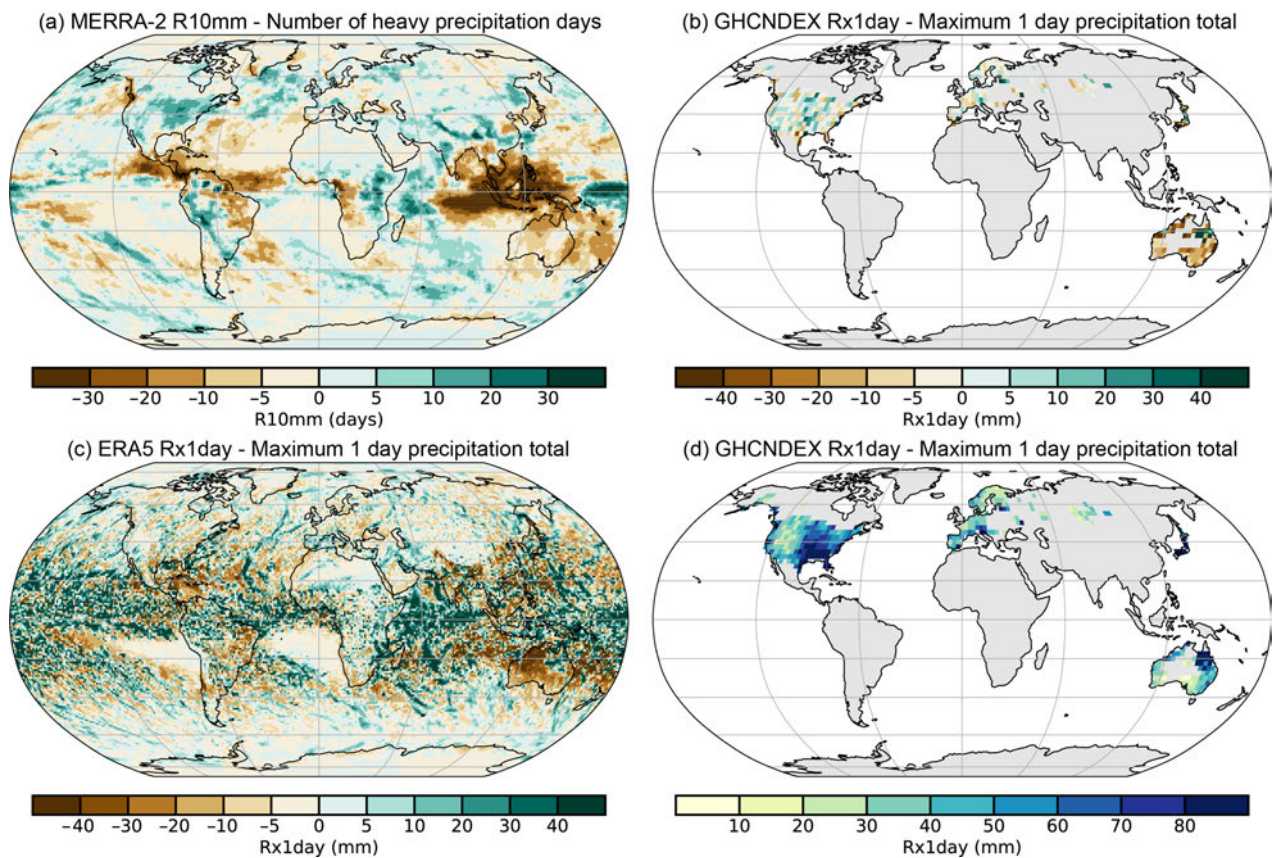 (a) MERRA-2 R10mm - Number of heavy precipitation days
(b) GHCNDEX Rx1day - Maximum 1 day precipitation total
−30 −20 −10 −5 0 5 10 20 30
R10mm (days)
−40 −20 −10 −5 0 5 10 20 40
Rx1day (mm)
(c) ERA5 Rx1day - Maximum 1 day precipitation total
(d) GHCNDEX Rx1day - Maximum 1 day precipitation total
−40 −30 −20 −10 −5 0 5 10 20 30 40
Rx1day (mm)
10 20 30 40 50 60 70 80
Rx1day (mm)